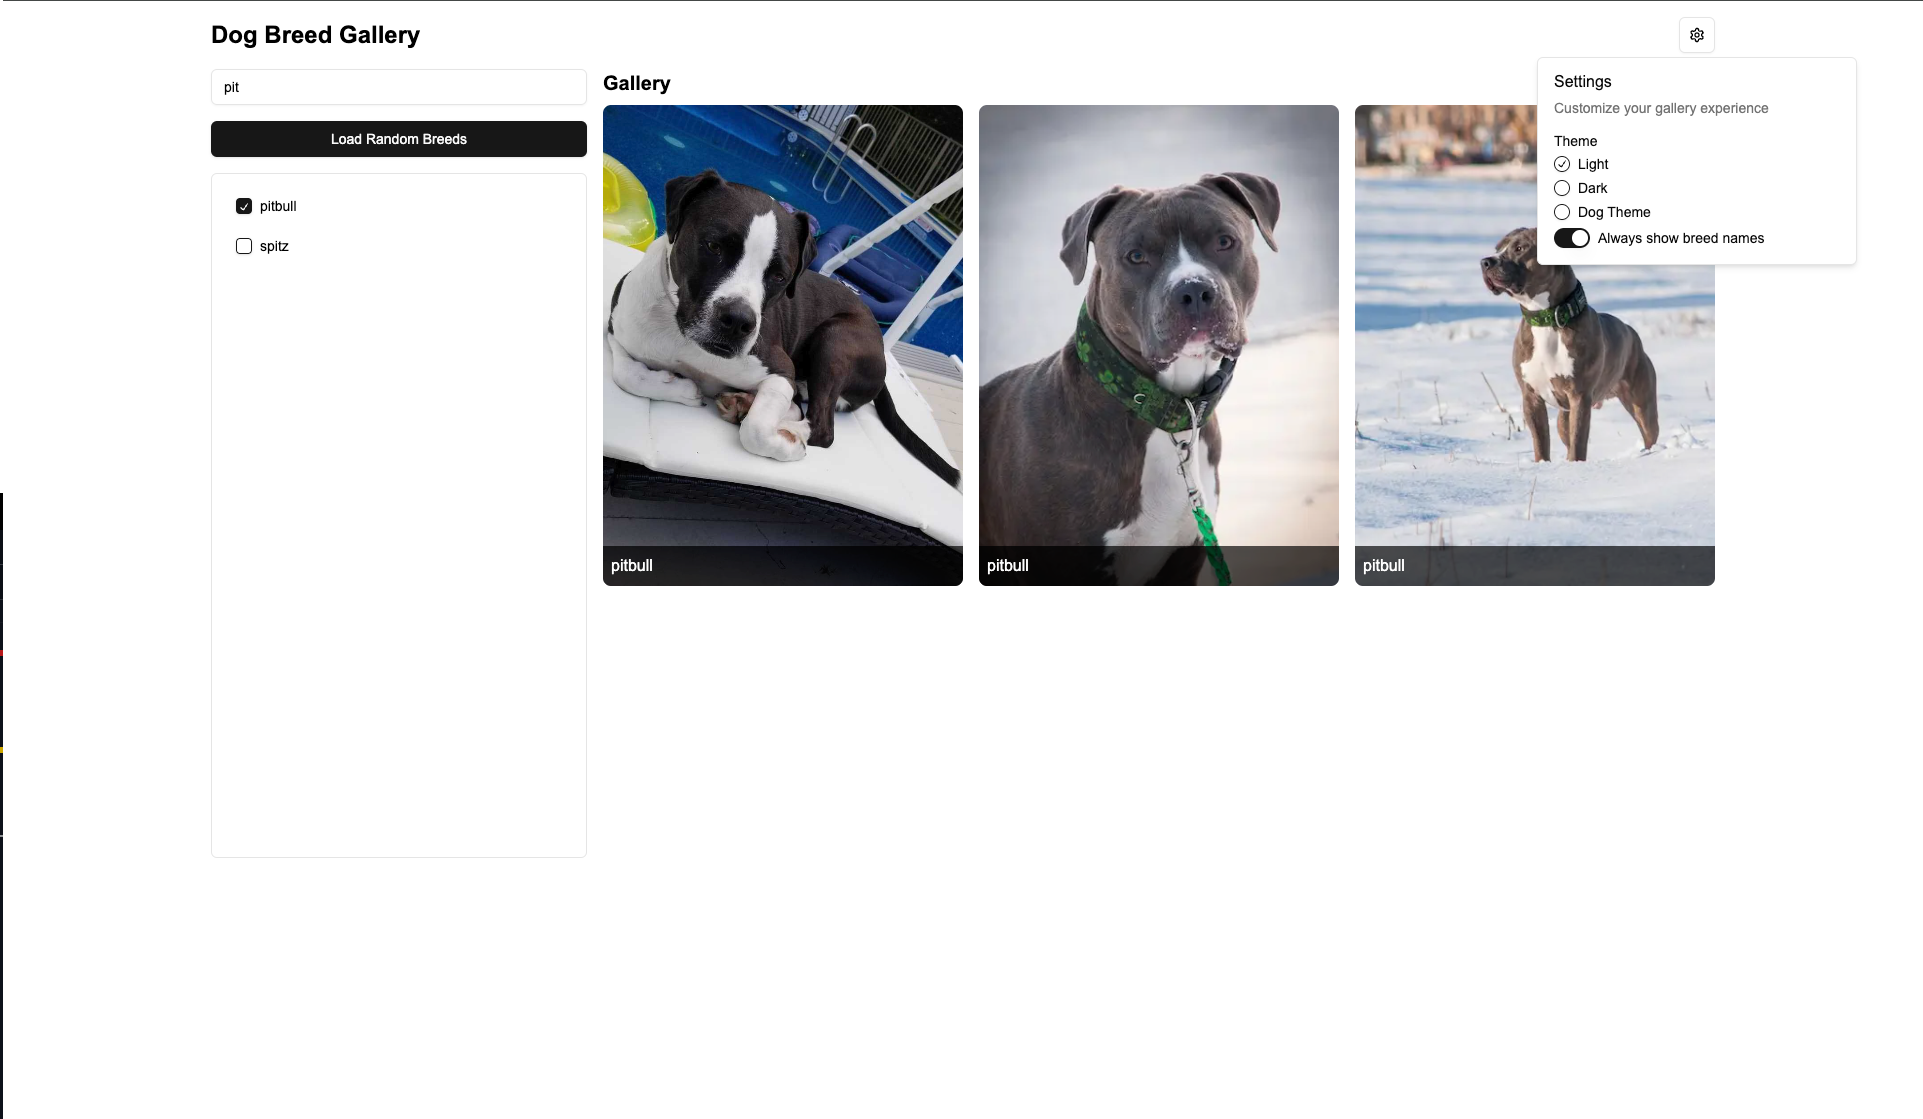 Dog Breed Gallery
pit
Load Random Breeds
pitbull
spitz
Gallery
pitbull
pitbull
pitbull
Settings
Customize your gallery experience
Theme
Light
Dark
Dog Theme
Always show breed names